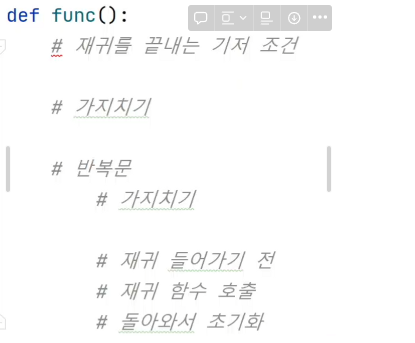 def func():
# 재귀를 끝내는 기저 조건
# 가지치기
# 반복문
# 가지치기
# 재귀 들어가기 전
# 재귀 함수 호출
# 돌아와서 초기화